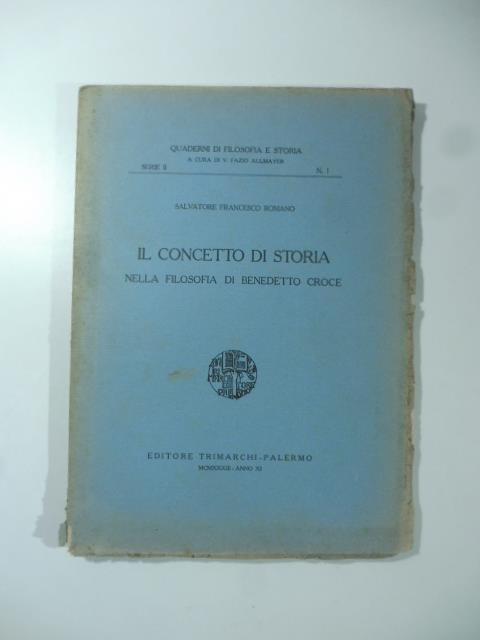 QUADERNI DI FILOSOFIA E STORIA
A CURA DI V. FAZIO ALLMAYER
SERIE II N. 1
SALVATORE FRANCESCO ROMANO
IL CONCETTO DI STORIA
NELLA FILOSOFIA DI BENEDETTO CROCE
EDITORE TRIMARCHI-PALERMO
ANNO XI